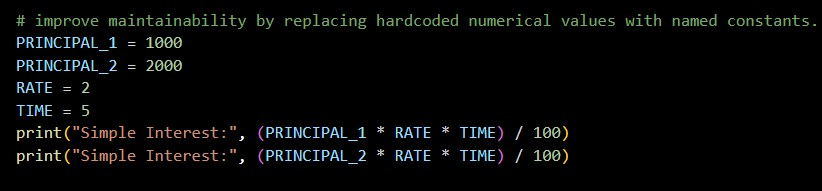 # improve maintainability by replacing hardcoded numerical values with named constants.
PRINCIPAL_1 = 1000
PRINCIPAL_2 = 2000
RATE = 2
TIME = 5
print("Simple Interest:", (PRINCIPAL_1 * RATE * TIME) / 100)
print("Simple Interest:", (PRINCIPAL_2 * RATE * TIME) / 100)